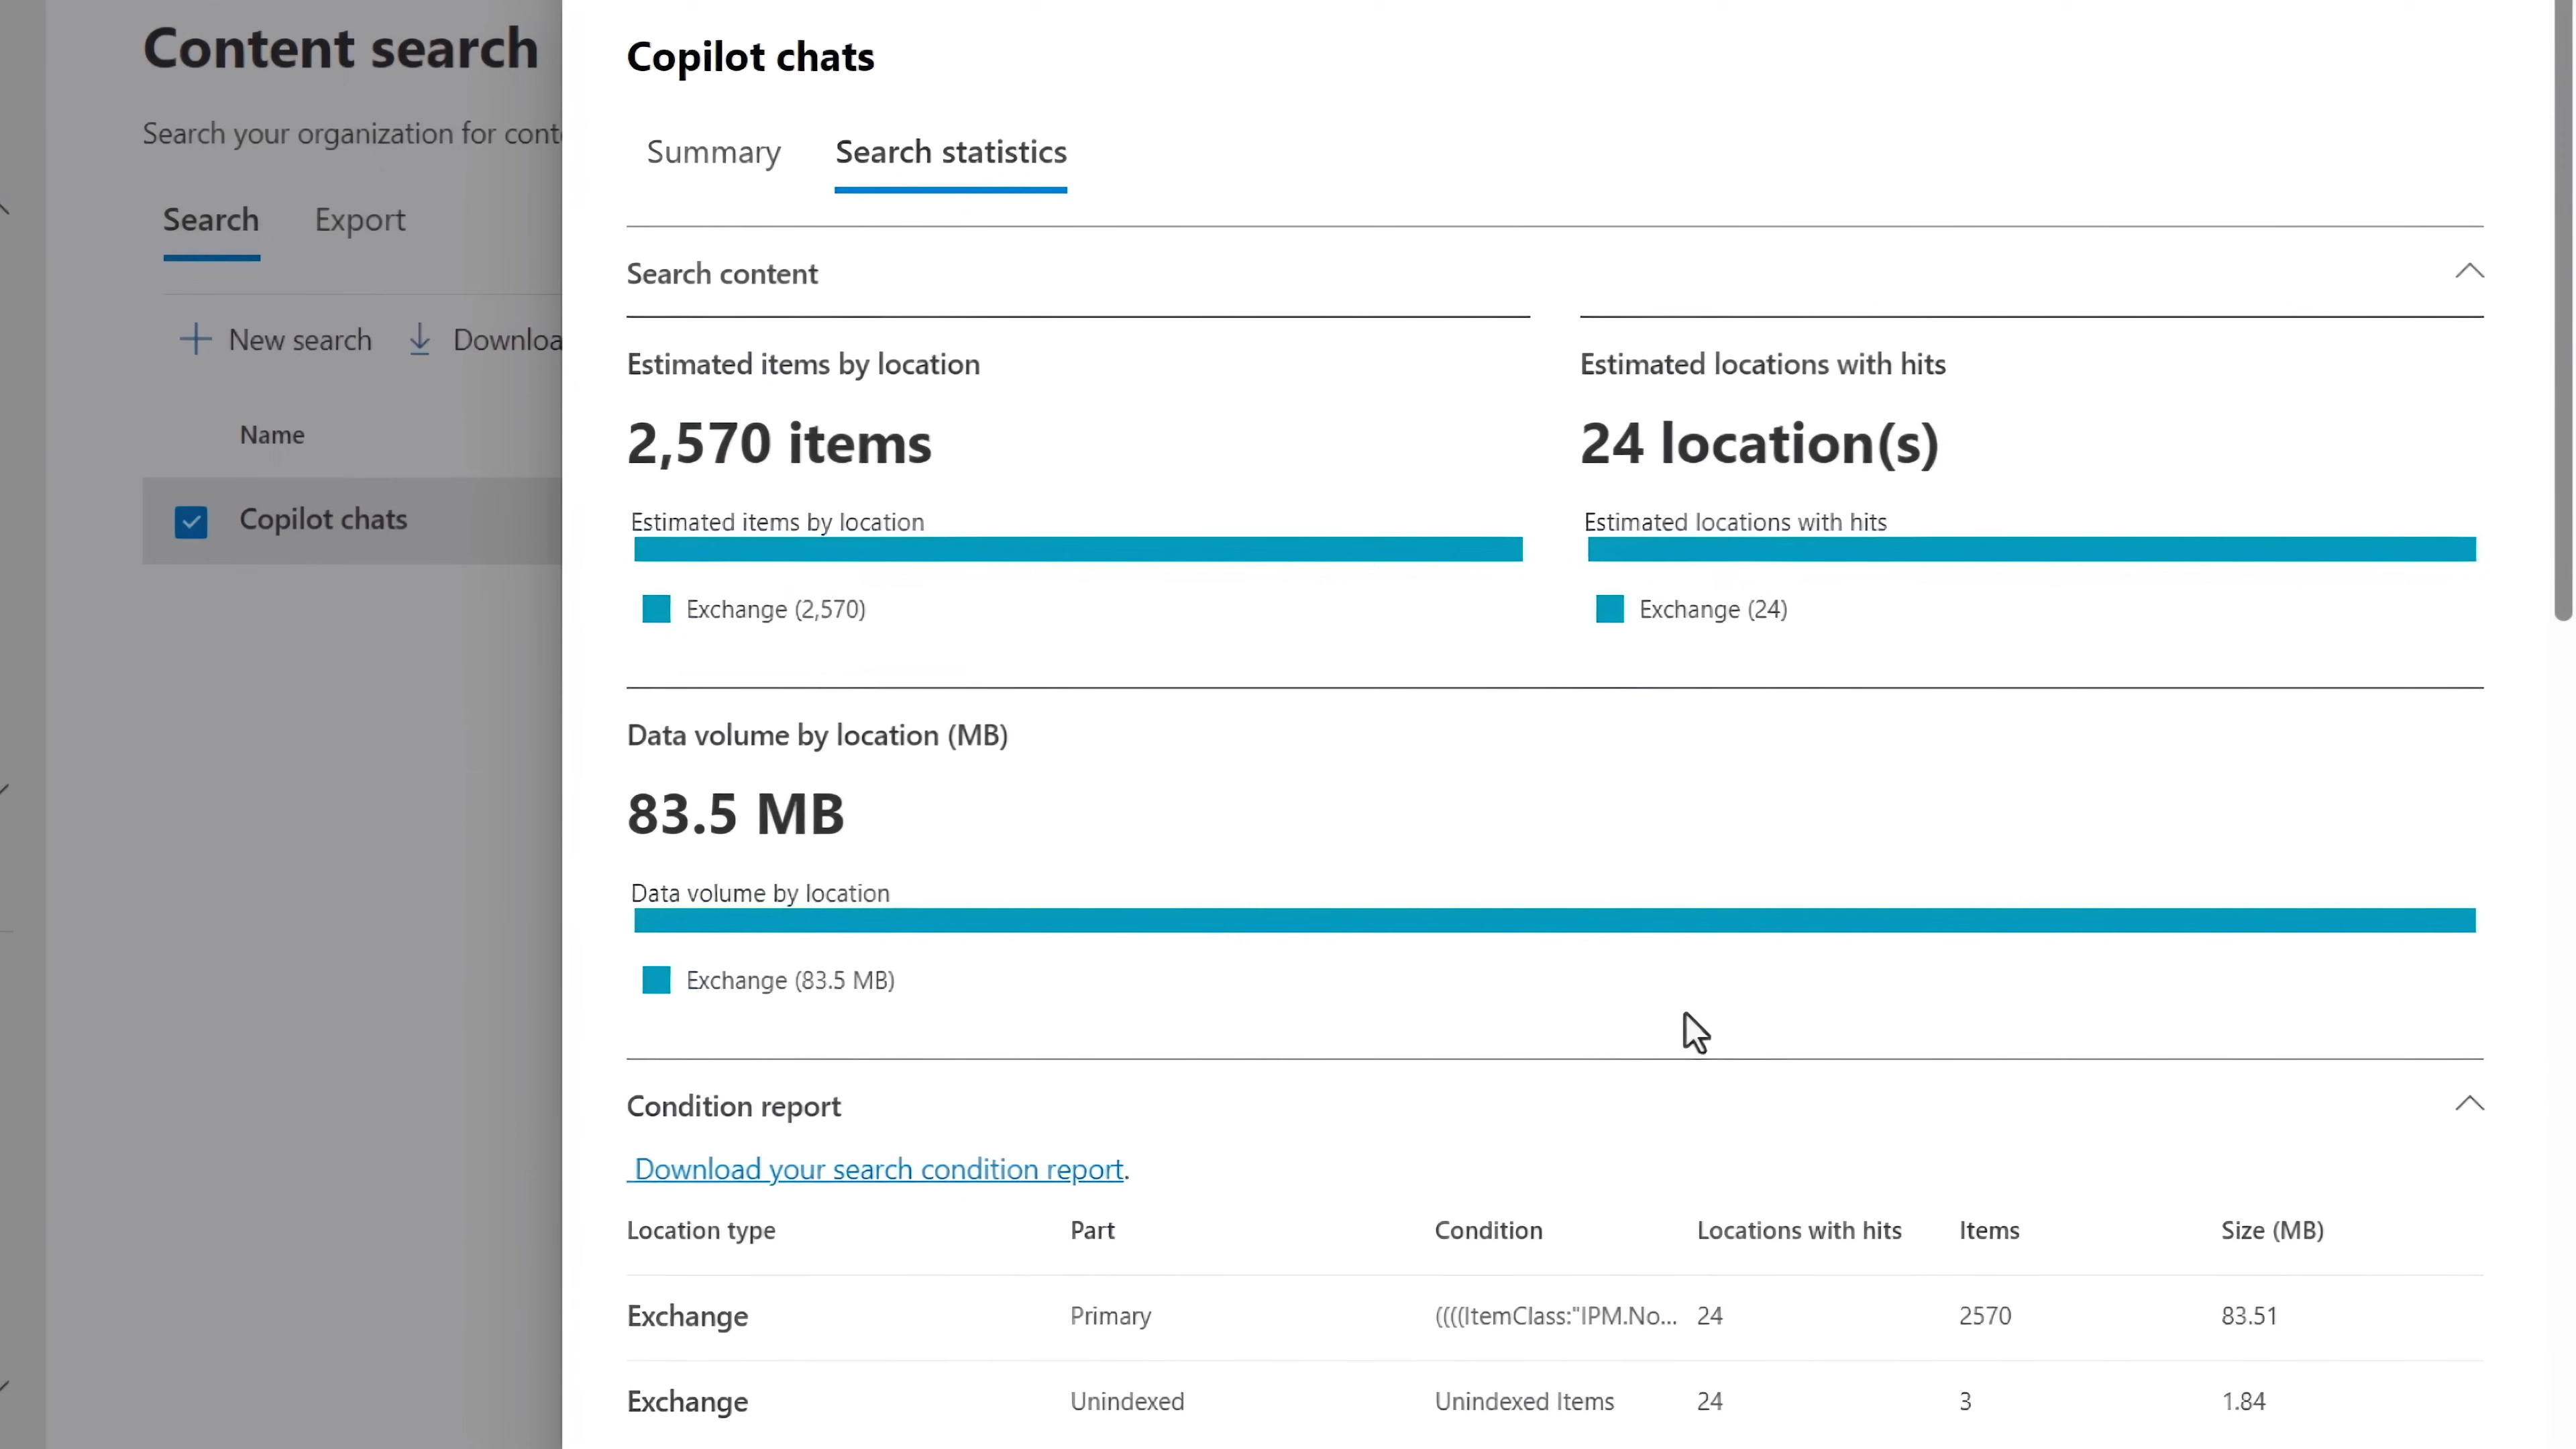 Content search
Search your organization for
Search Export
New search
Name
Copilot chats
Copilot chats
Summary Search statistics
Search content
Estimated items by location
2,570 items
Estimated items by location
Exchange (2,570)
Estimated locations with hits
24 location(s)
Estimated locations with hits
Exchange (24)
Data volume by location (MB)
83.5 MB
Data volume by location
Exchange (83.5 MB)
Condition report
Download your search condition report.
Location type Part Condition Locations with hits Items Size (MB)
Exchange Primary ((((ItemClass:"IPM.No... 24 2570 83.51
Exchange Unindexed Unindexed Items 24 3 1.84